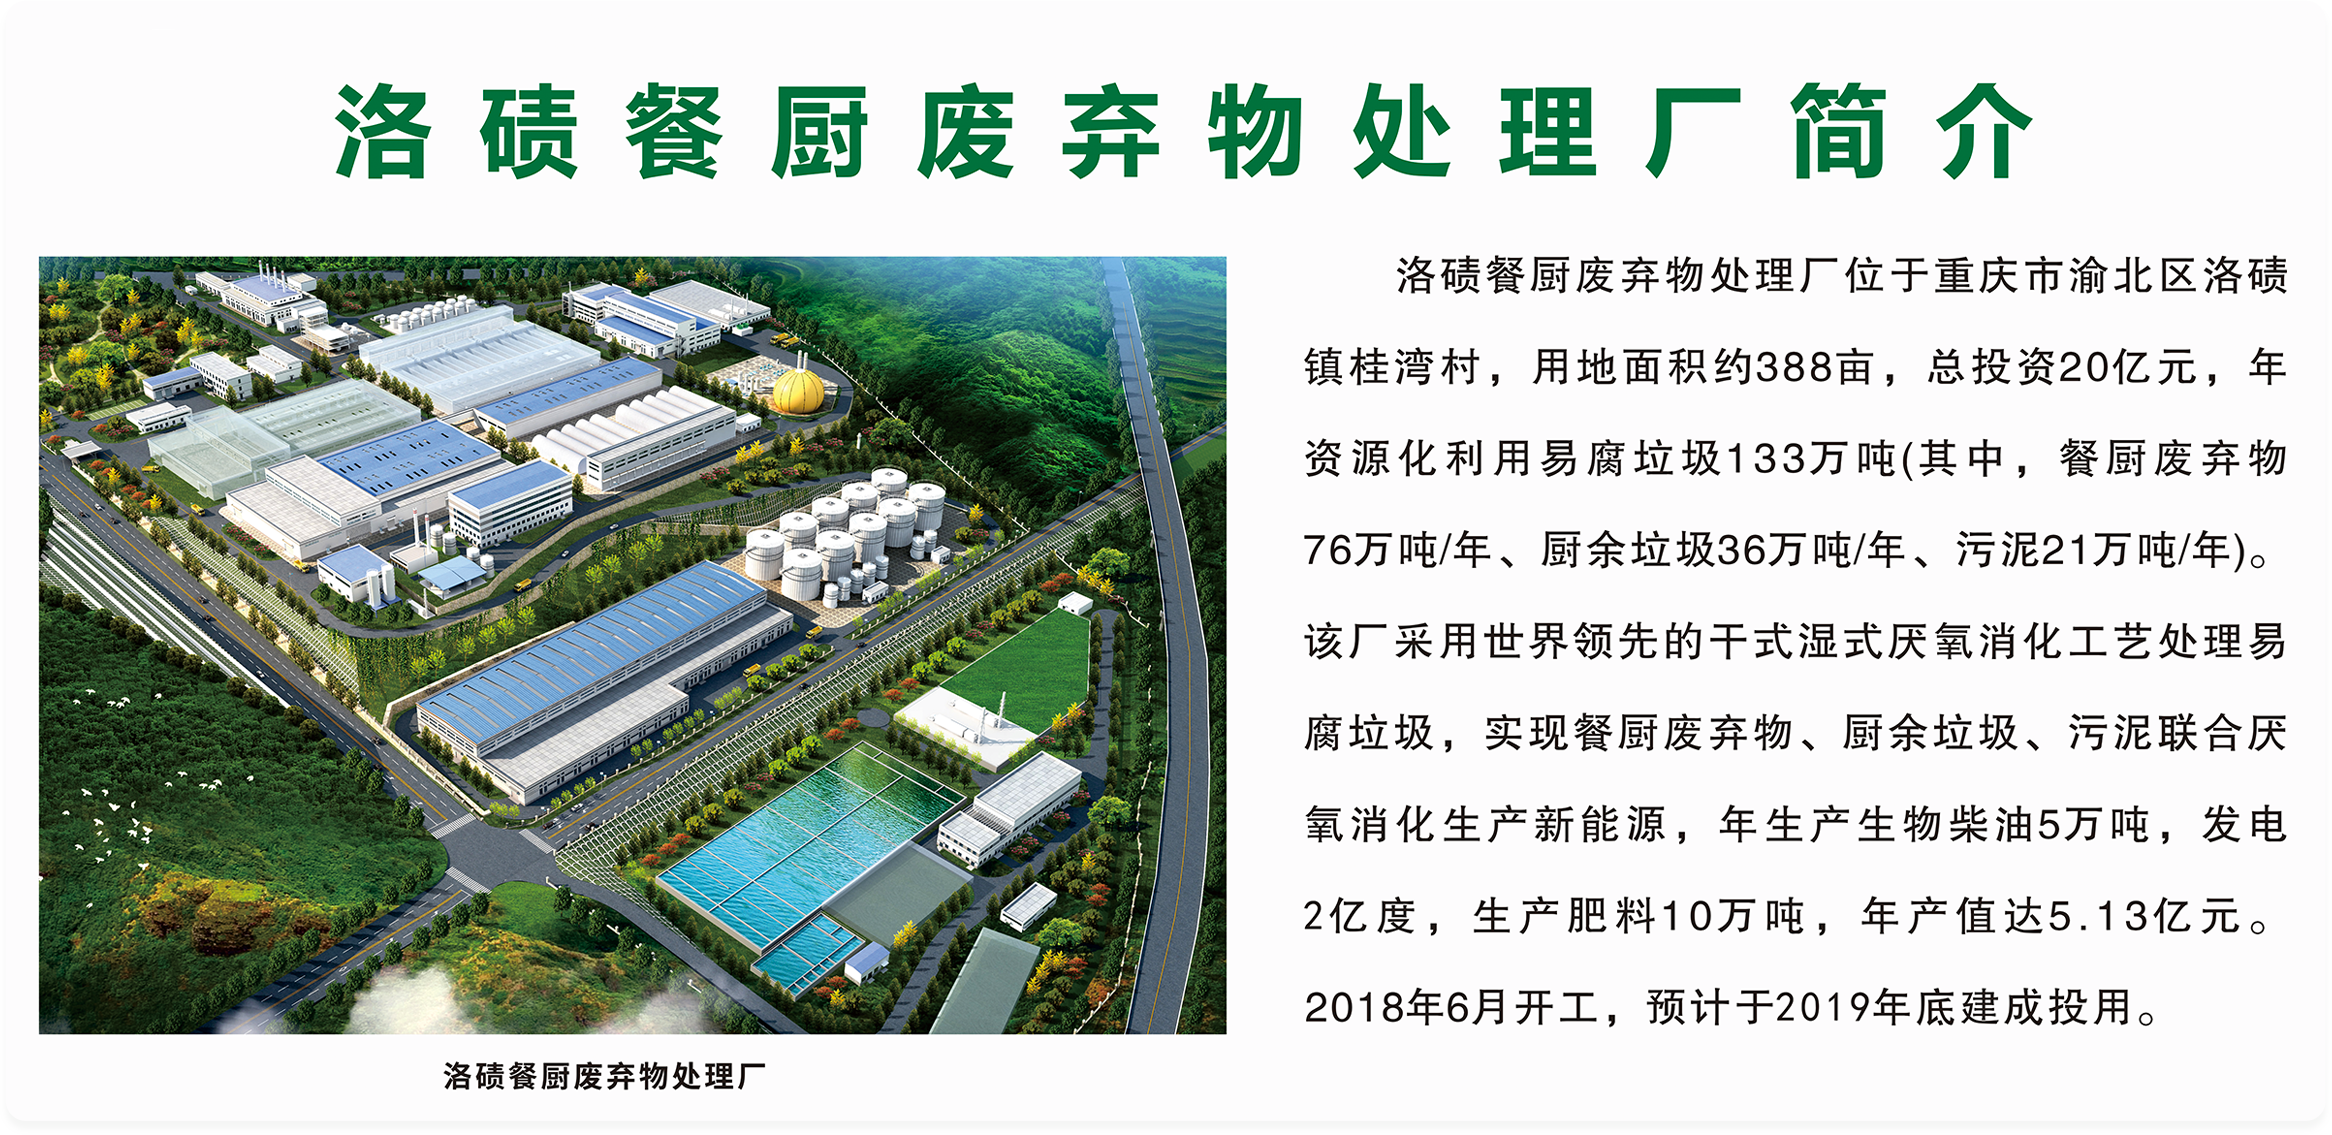 洛碛餐厨废弃物处理厂简介
洛碛餐厨废弃物处理厂位于重庆市渝北区洛碛
镇桂湾村，用地面积约388亩，总投资20亿元，年
资源化利用易腐垃圾133万吨(其中，餐厨废弃物
76万吨/年、厨余垃圾36万吨/年、污泥21万吨/年)。
该厂采用世界领先的干式湿式厌氧消化工艺处理易
腐垃圾，实现餐厨废弃物、厨余垃圾、污泥联合厌
氧消化生产新能源，年生产生物柴油5万吨，发电
2亿度，生产肥料10万吨，年产值达5.13亿元。
2018年6月开工，预计于2019年底建成投用。
洛碛餐厨废弃物处理厂